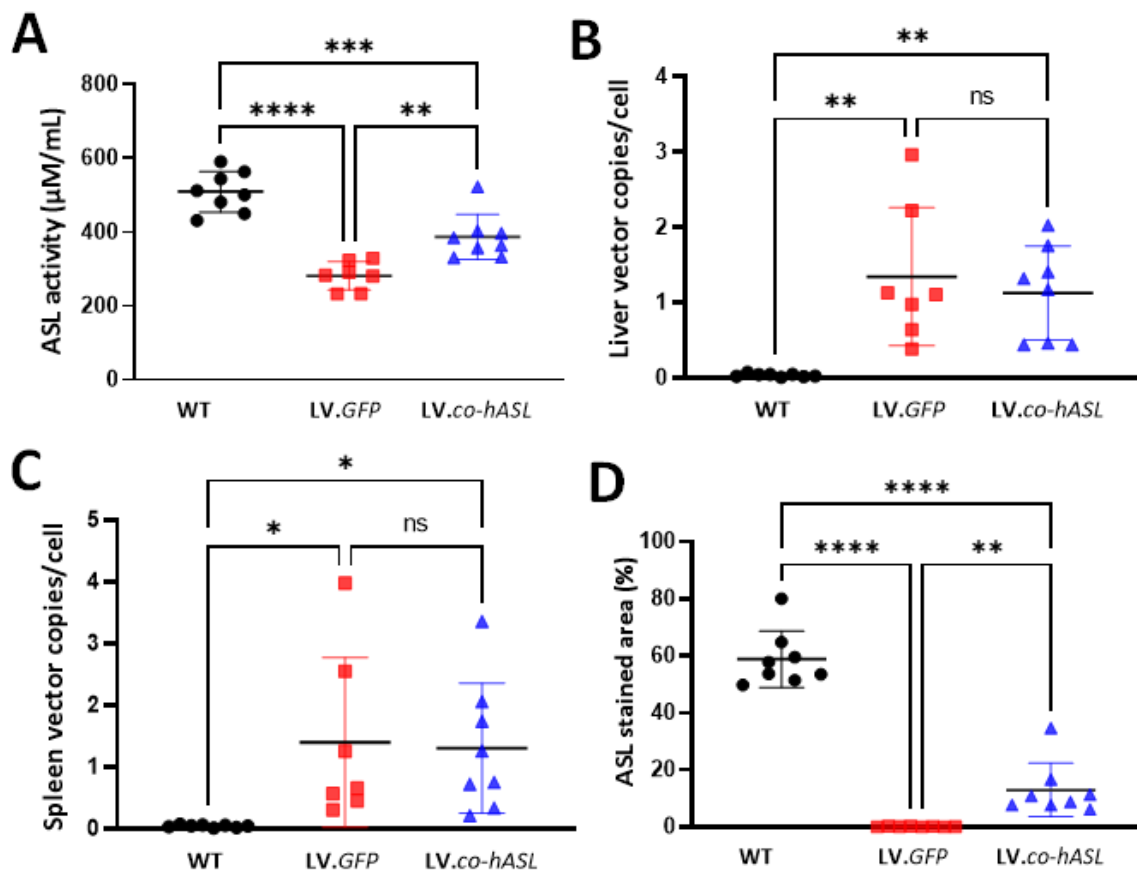 A
ASL activity (µM/mL)
800
600
400
200
0
***
****
**
WT
LV.GFP
LV.co-hASL
B
Liver vector copies/cell
4
3
2
1
0
**
**
ns
WT
LV.GFP
LV.co-hASL
C
Spleen vector copies/cell
5
4
3
2
1
0
*
*
ns
WT
LV.GFP
LV.co-hASL
D
ASL stained area (%)
100
80
60
40
20
0
****
****
**
WT
LV.GFP
LV.co-hASL